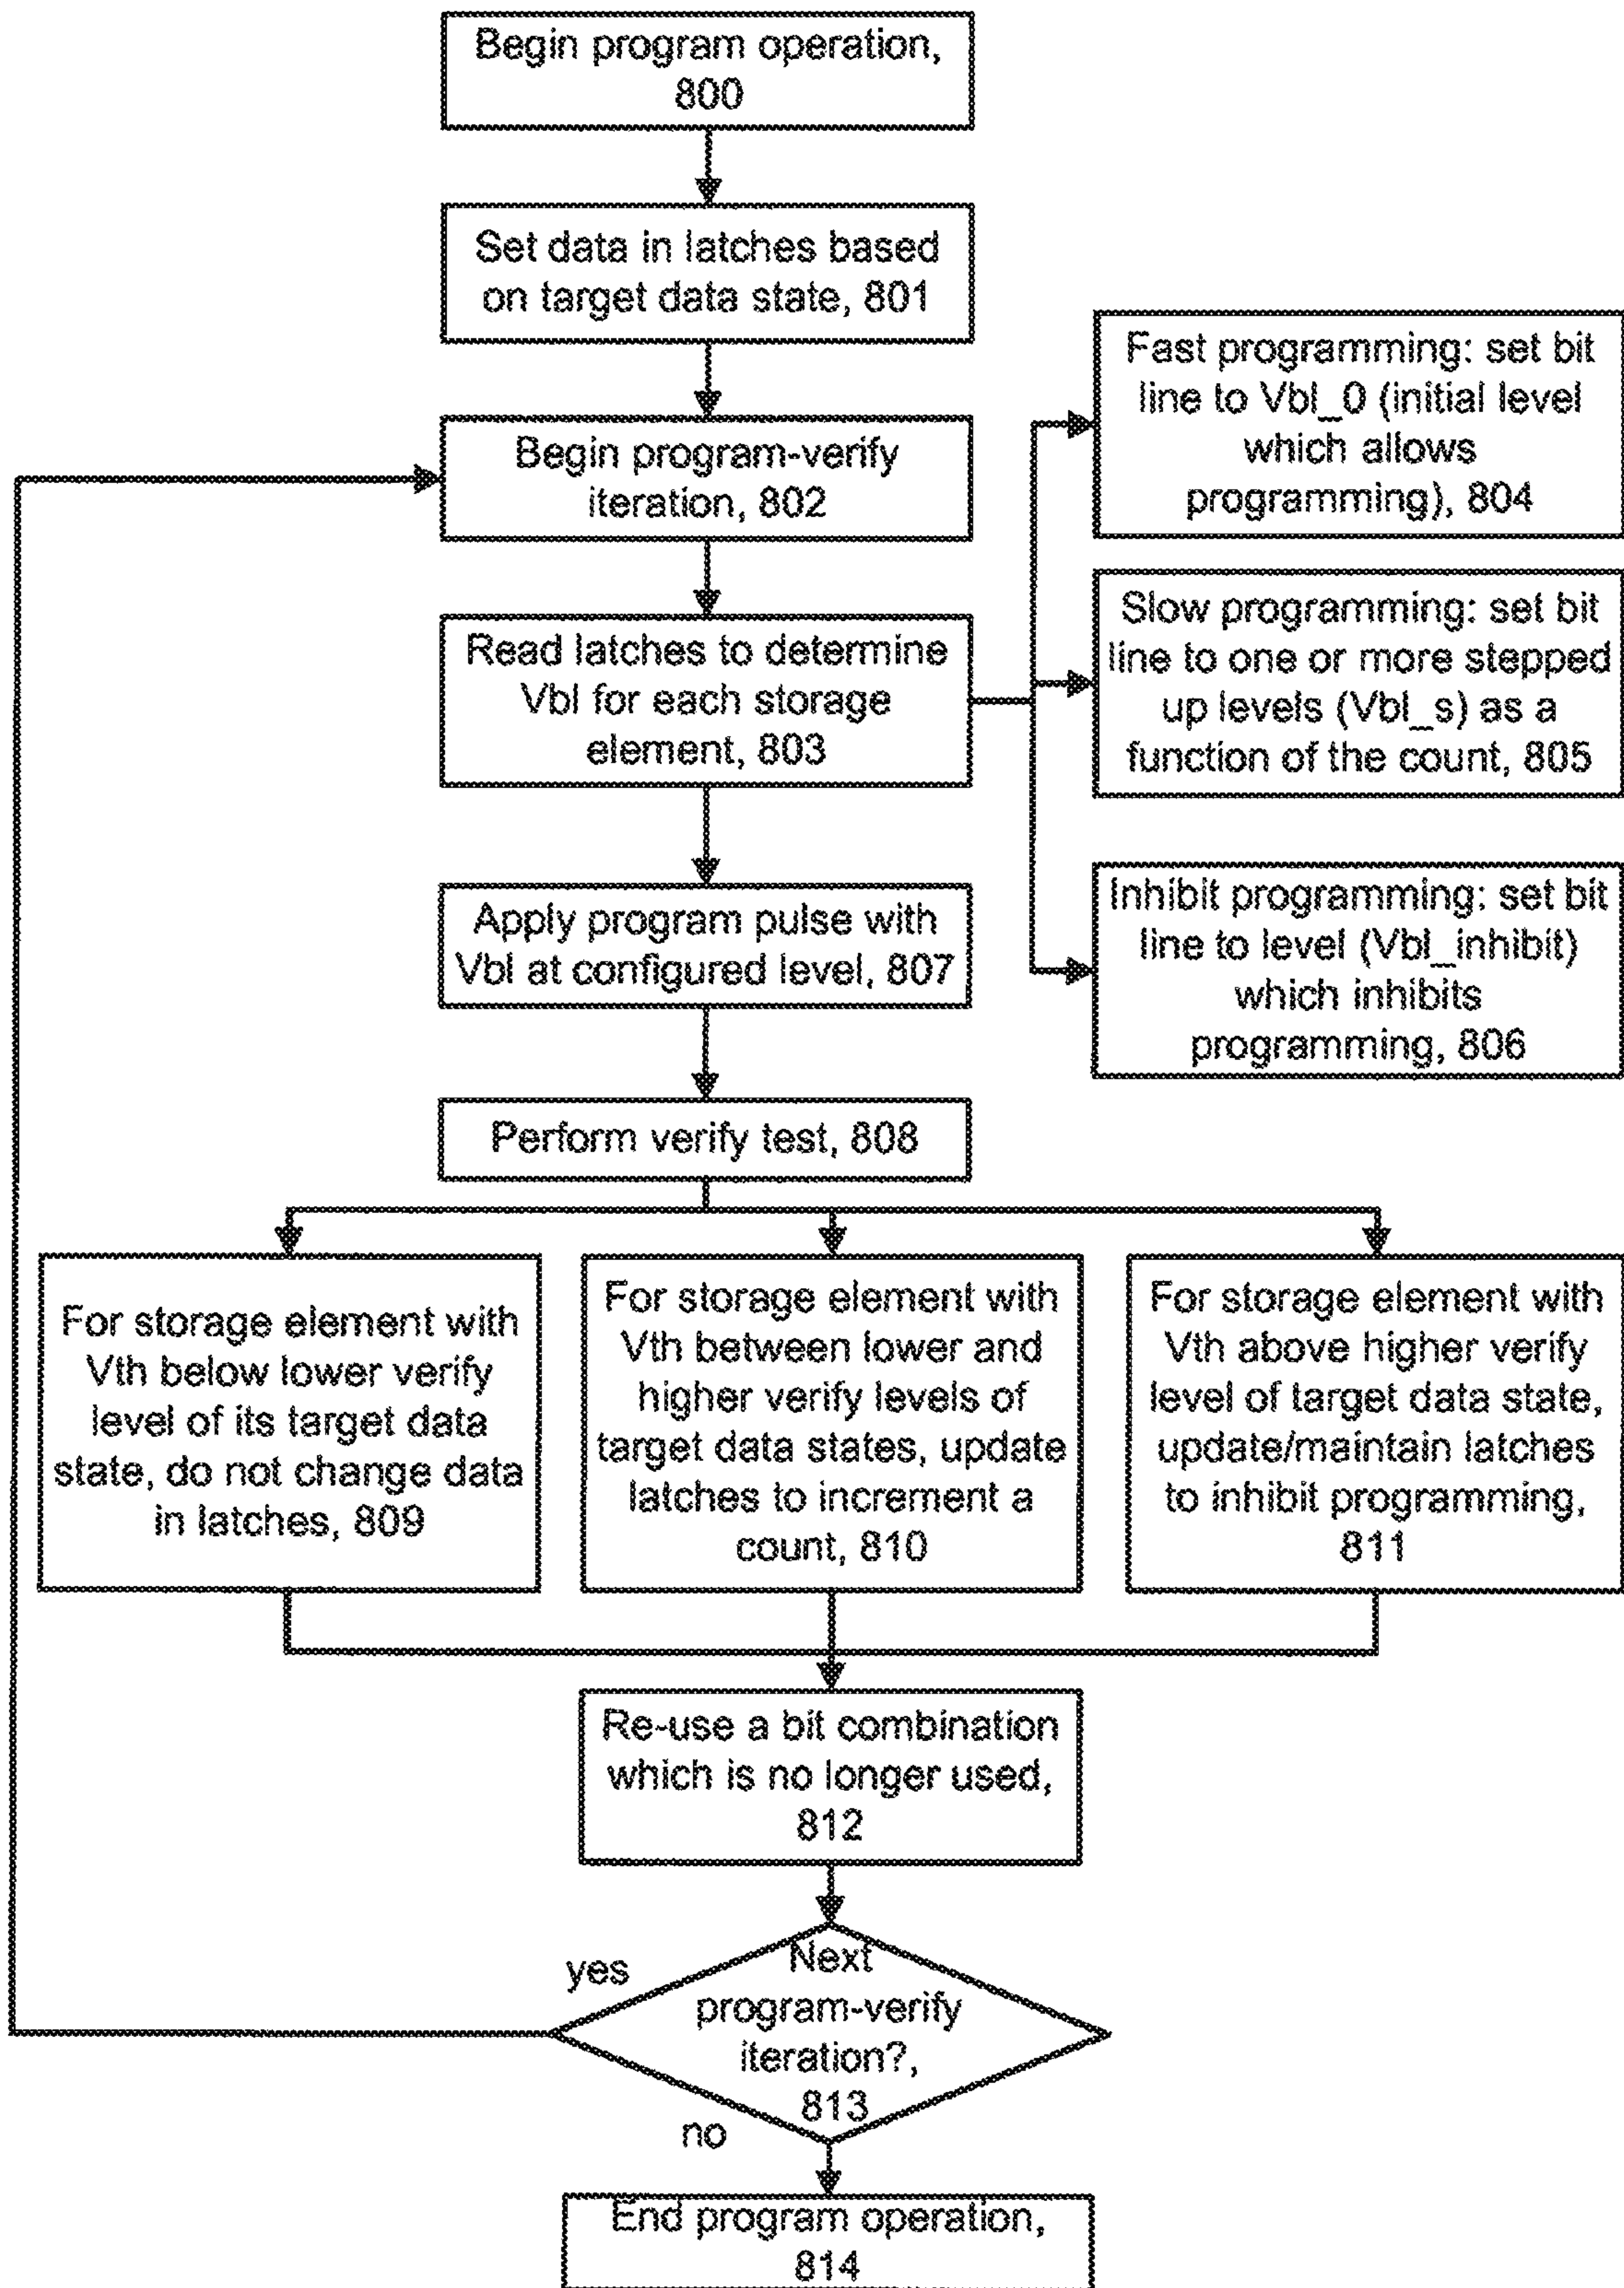 Begin program operation,
800
Set data in latches based
on target data state, 801
Begin program-verify
iteration, 802
Read latches to determine
Vbl for each storage
element, 803
Fast programming: set bit
line to Vbl_0 (initial level
which allows
programming), 804
Slow programming: set bit
line to one or more stepped
up levels (Vbl_s) as a
function of the count, 805
Inhibit programming: set bit
line to level (Vbl_inhibit)
which inhibits
programming, 806
Apply program pulse with
Vbl at configured level, 807
Perform verify test, 808
For storage element with
Vth below lower verify
level of its target data
state, do not change data
in latches, 809
For storage element with
Vth between lower and
higher verify levels of
target data states, update
latches to increment a
count, 810
For storage element with
Vth above higher verify
level of target data state,
update/maintain latches
to inhibit programming,
811
Re-use a bit combination
which is no longer used,
812
yes
Next
program-verify
iteration?,
813
no
End program operation,
814